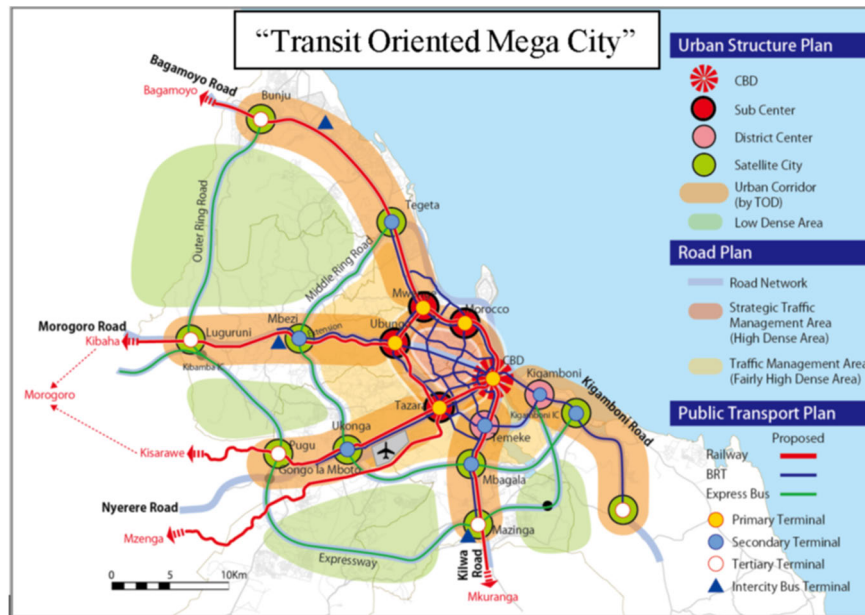 “Transit Oriented Mega City”
Bagamoyo Road
Bagamoyo
Bunju
Outer Ring Road
Tegeta
Middle Ring Road
Morocco
Mbezi
Morogoro Road
Kibaha
Luguruni
Kibamba IC
Ubungo
CBD
Kigamboni
Kigamboni IC
Kigamboni Road
Morogoro
Tazara
Temeke
Ukonga
Kisarawe
Pugu
Gongo la Mboto
Mbagala
Nyerere Road
Mzenga
Mazinga
Expressway
Kilwa
Road
Mkuranga
0 5 10Km
Urban Structure Plan
CBD
Sub Center
District Center
Satellite City
Urban Corridor
(by TOD)
Low Dense Area
Road Plan
Road Network
Strategic Traffic
Management Area
(High Dense Area)
Traffic Management Area
(Fairly High Dense Area)
Public Transport Plan
Proposed
Railway
BRT
Express Bus
Primary Terminal
Secondary Terminal
Tertiary Terminal
Intercity Bus Terminal